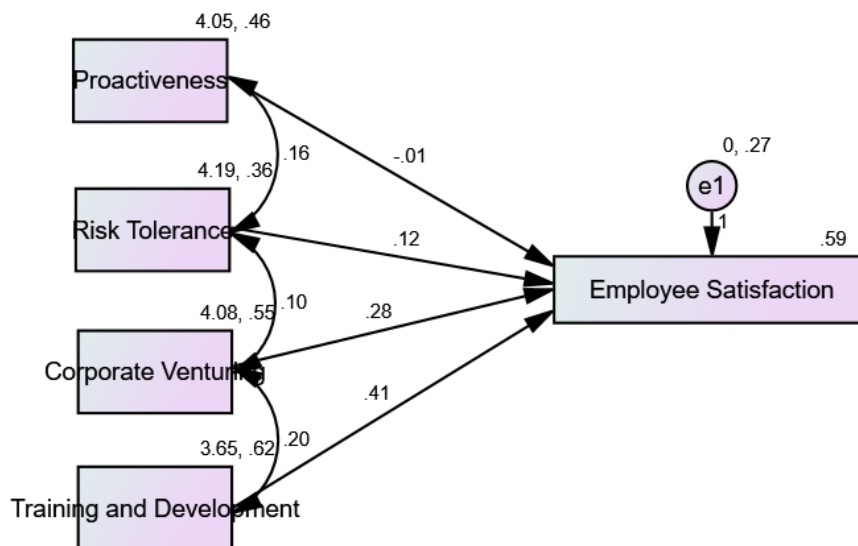 4.05, .46
Proactiveness
.16
-.01
0, .27
e1
1
4.19, .36
Risk Tolerance
.12
.59
Employee Satisfaction
.10
4.08, .55
.28
Corporate Venturing
.41
3.65, .62
.20
Training and Development